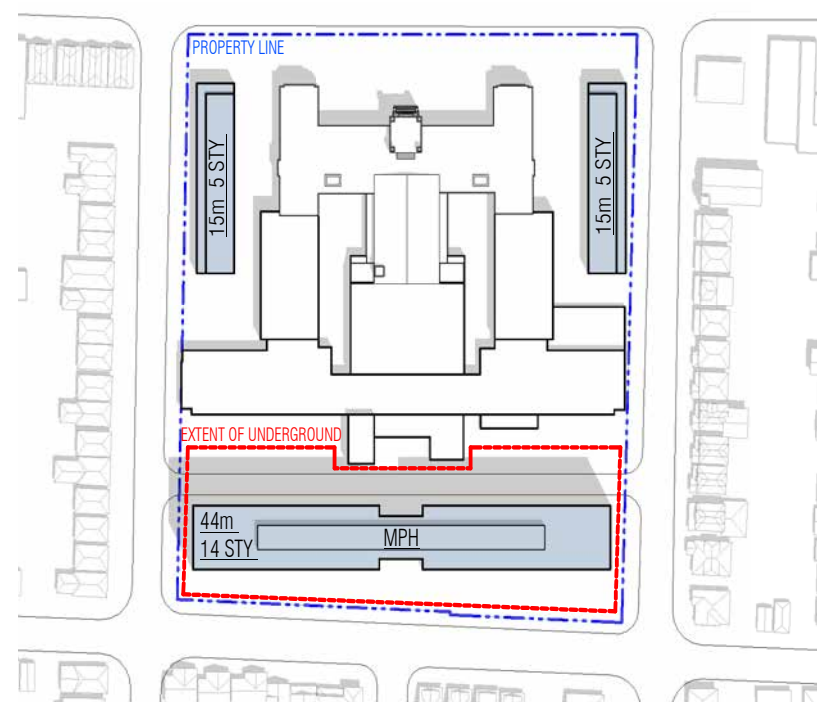 PROPERTY LINE
15m 5 STY
15m 5 STY
EXTENT OF UNDERGROUND
44m
14 STY
MPH